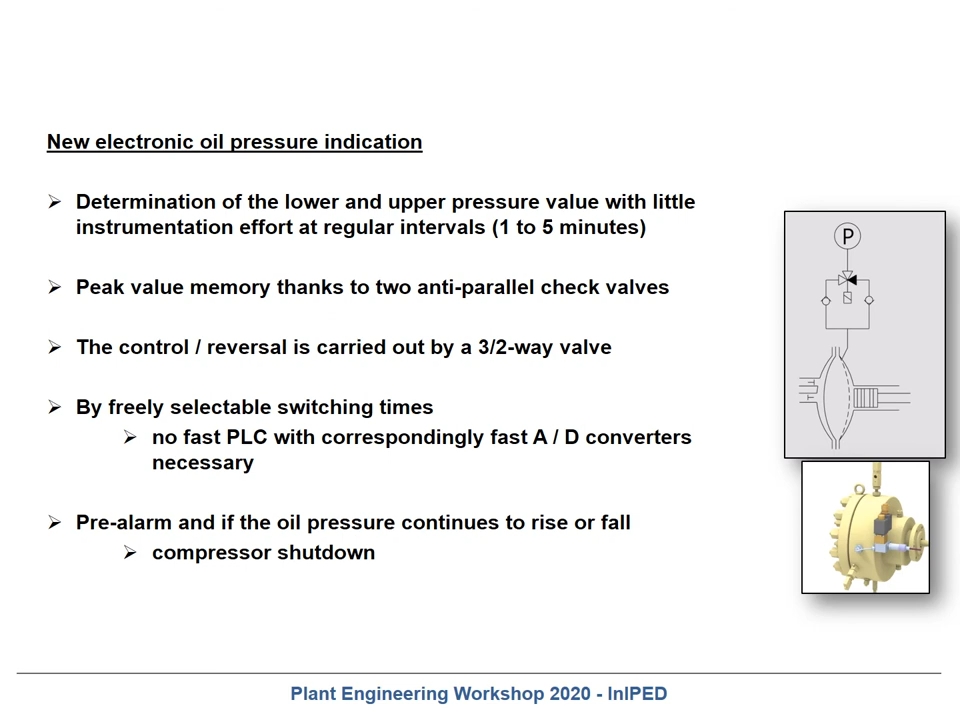 New electronic oil pressure indication
➢ Determination of the lower and upper pressure value with little
instrumentation effort at regular intervals (1 to 5 minutes)
➢ Peak value memory thanks to two anti-parallel check valves
P
➢ The control / reversal is carried out by a 3/2-way valve
➢ By freely selectable switching times
➢ no fast PLC with correspondingly fast A / D converters
necessary
➢ Pre-alarm and if the oil pressure continues to rise or fall
➢ compressor shutdown
Plant Engineering Workshop 2020 - InIPED